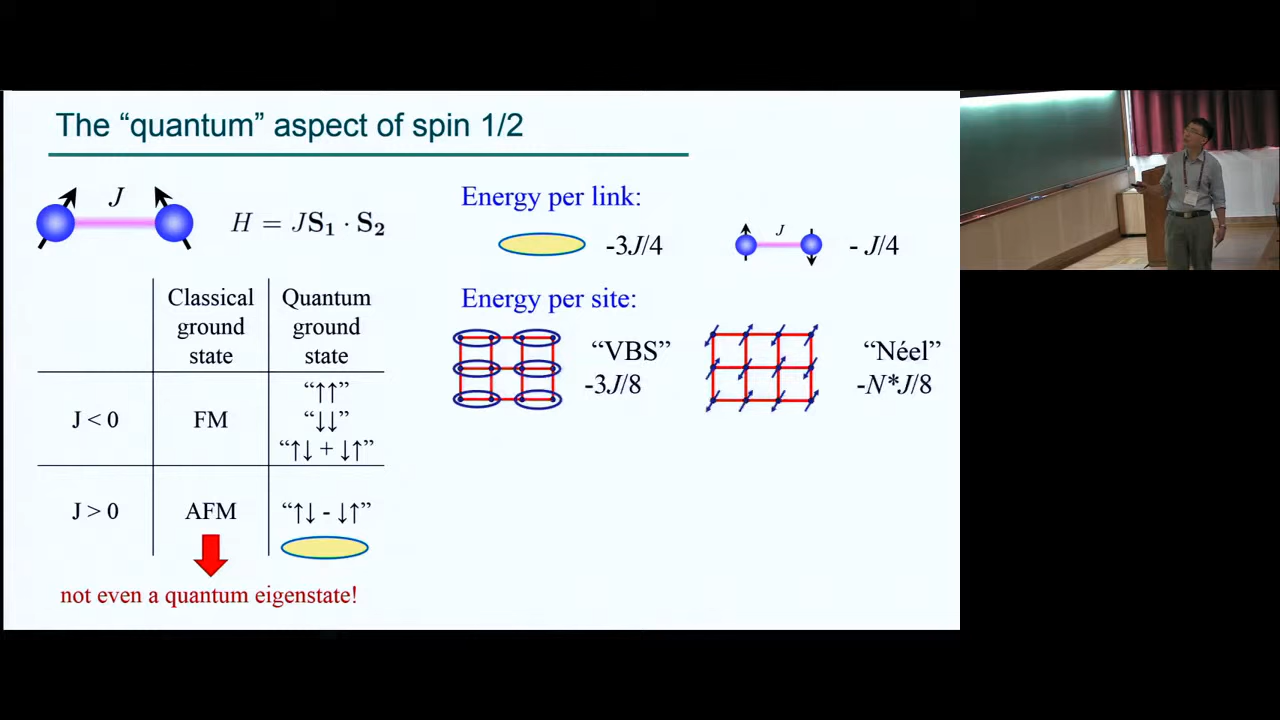 The “quantum” aspect of spin 1/2
J
H = JS₁ · S₂
Classical ground state
Quantum ground state
J < 0
FM
“↑↑”
“↓↓”
“↑↓ + ↓↑”
J > 0
AFM
“↑↓ - ↓↑”
not even a quantum eigenstate!
Energy per link:
-3J/4
J
- J/4
Energy per site:
“VBS”
-3J/8
“Néel”
-N*J/8